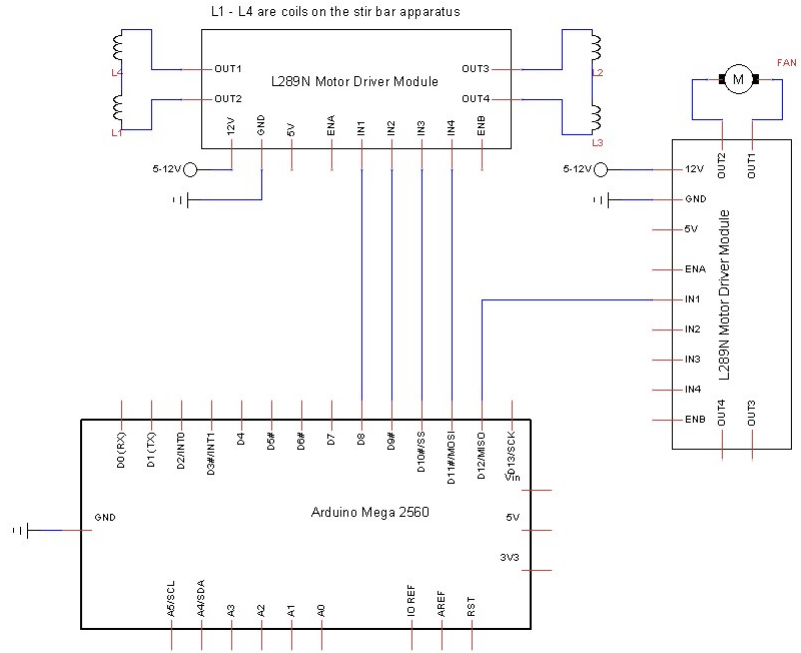 L1 - L4 are coils on the stir bar apparatus
L4
L1
OUT1
OUT2
L289N Motor Driver Module
OUT3
OUT4
12V
GND
5V
ENA
IN1
IN2
IN3
IN4
ENB
5-12V
L2
L3
FAN
M
OUT2
OUT1
5-12V
12V
GND
5V
ENA
IN1
IN2
IN3
IN4
ENB
L289N Motor Driver Module
OUT4
OUT3
D0(RX)
D1(TX)
D2/INT0
D3#/INT1
D4
D5#
D6#
D7
D8
D9#
D10#/SS
D11#/MOSI
D12/MISO
D13/SCK
Vin
5V
3V3
Arduino Mega 2560
GND
A5/SCL
A4/SDA
A3
A2
A1
A0
IO REF
AREF
RST